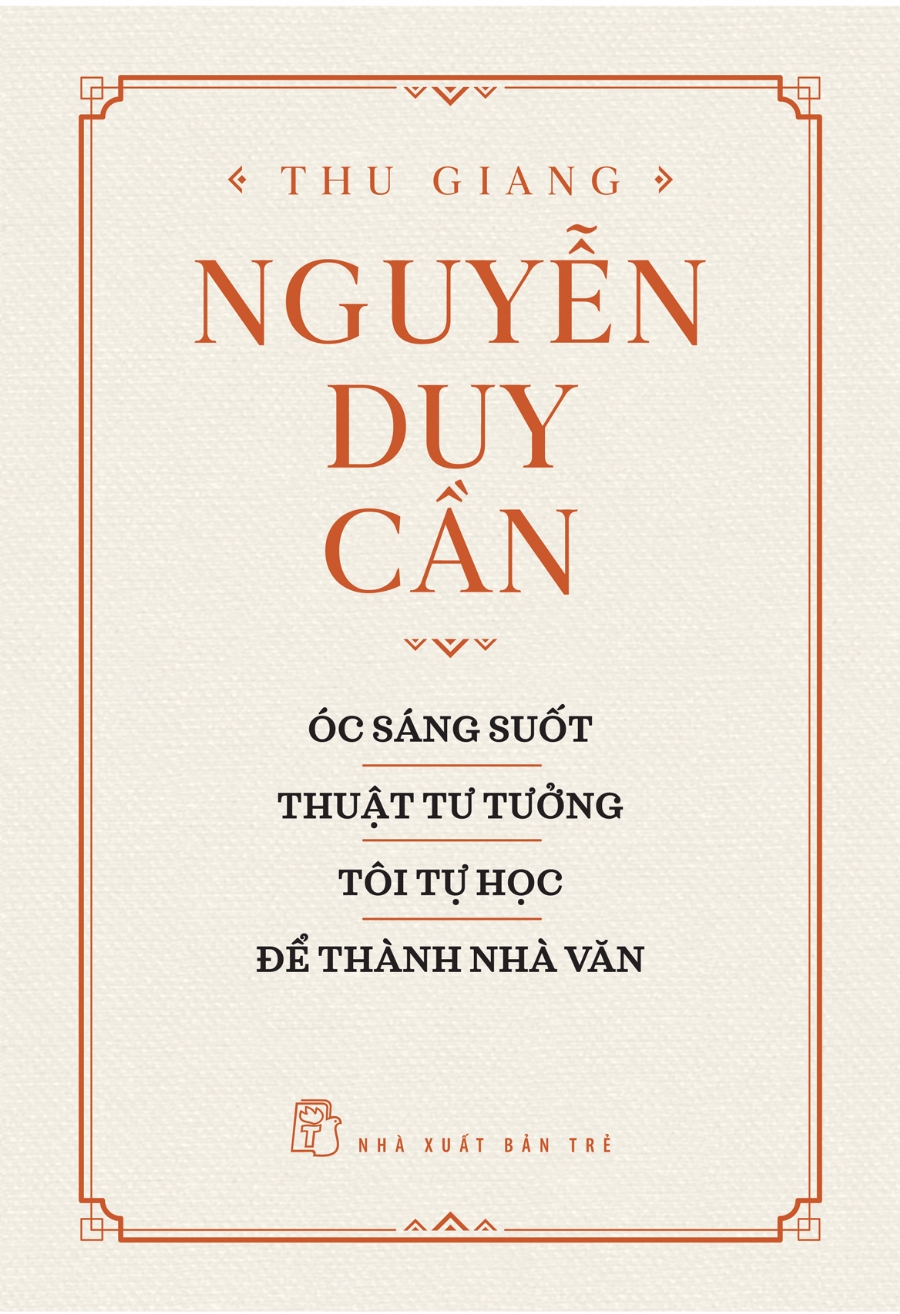 THU GIANG
NGUYỄN
DUY
CẦN
ÓC SÁNG SUỐT
THUẬT TƯ TƯỞNG
TÔI TỰ HỌC
ĐỂ THÀNH NHÀ VĂN
T
NHÀ XUẤT BẢN TRẺ